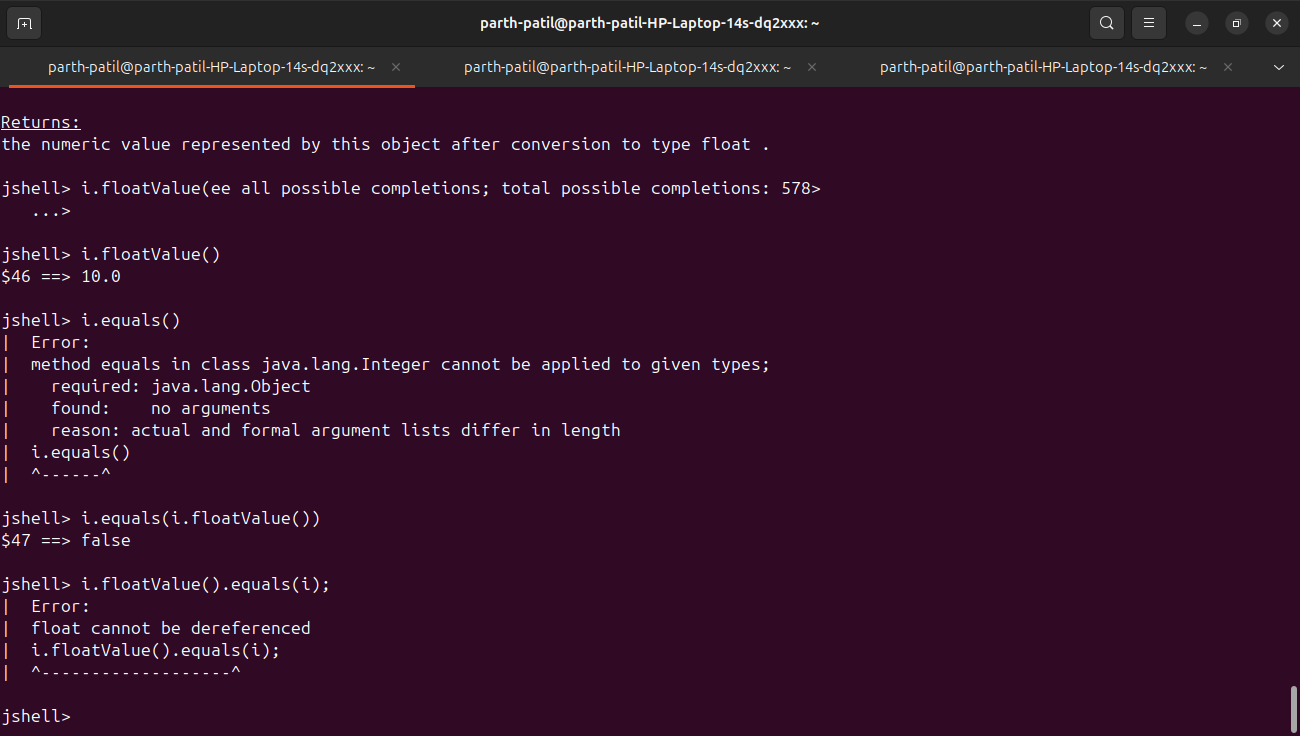 parth-patil@parth-patil-HP-Laptop-14s-dq2xxx: ~
parth-patil@parth-patil-HP-Laptop-14s-dq2xxx: ~ × parth-patil@parth-patil-HP-Laptop-14s-dq2xxx: ~ × parth-patil@parth-patil-HP-Laptop-14s-dq2xxx: ~ ×
Returns:
the numeric value represented by this object after conversion to type float .
jshell> i.floatValue(ee all possible completions; total possible completions: 578>
   ...>
jshell> i.floatValue()
$46 ==> 10.0
jshell> i.equals()
|  Error:
|  method equals in class java.lang.Integer cannot be applied to given types;
|    required: java.lang.Object
|    found:    no arguments
|    reason: actual and formal argument lists differ in length
|  i.equals()
|  ^------^
jshell> i.equals(i.floatValue())
$47 ==> false
jshell> i.floatValue().equals(i);
|  Error:
|  float cannot be dereferenced
|  i.floatValue().equals(i);
|  ^-------------------^
jshell>